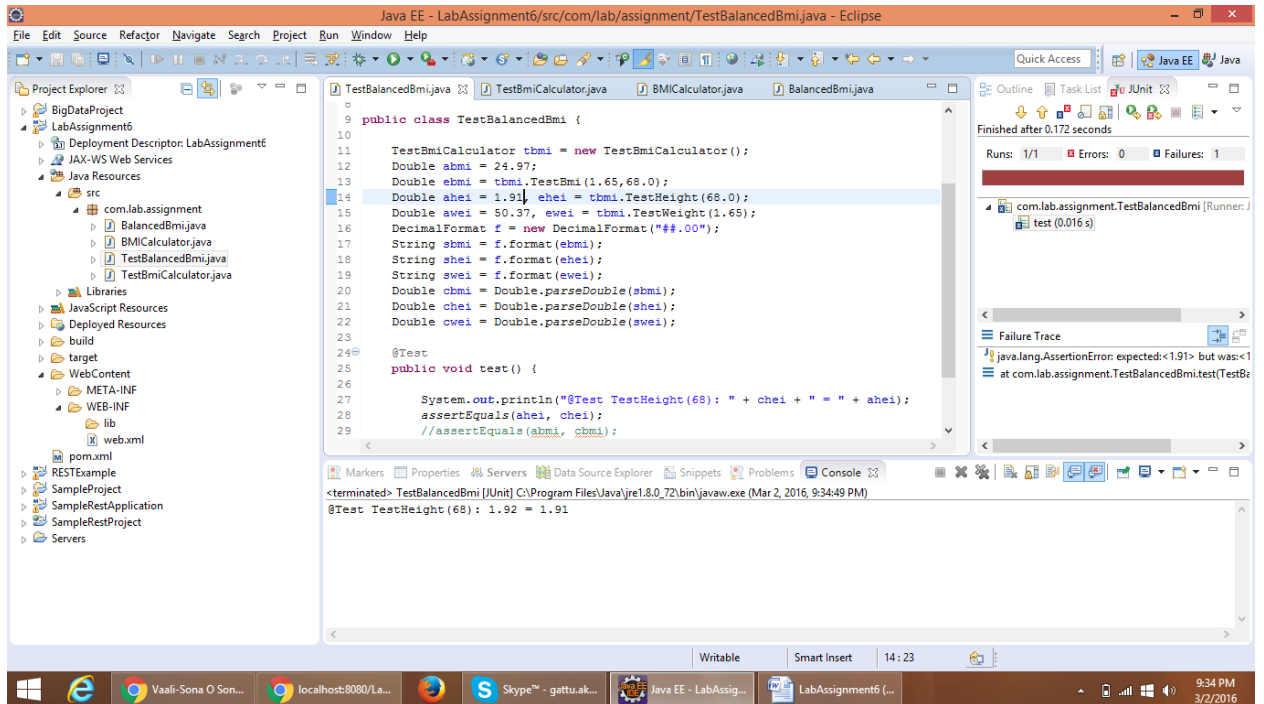 Java EE - LabAssignment6/src/com/lab/assignment/TestBalancedBmi.java - Eclipse
File Edit Source Refactor Navigate Search Project Run Window Help
Quick Access Java EE Java
Project Explorer
BigDataProject
LabAssignment6
Deployment Descriptor: LabAssignment6
JAX-WS Web Services
Java Resources
src
com.lab.assignment
BalancedBmi.java
BMICalculator.java
TestBalancedBmi.java
TestBmiCalculator.java
Libraries
JavaScript Resources
Deployed Resources
build
target
WebContent
META-INF
WEB-INF
lib
web.xml
pom.xml
RESTExample
SampleProject
SampleRestApplication
SampleRestProject
Servers
TestBalancedBmi.java TestBmiCalculator.java BMICalculator.java BalancedBmi.java
8
9 public class TestBalancedBmi {
10
11 TestBmiCalculator tbmi = new TestBmiCalculator();
12 Double abmi = 24.97;
13 Double ebmi = tbmi.TestBmi(1.65,68.0);
14 Double ahei = 1.91, ehei = tbmi.TestHeight(68.0);
15 Double awei = 50.37, ewei = tbmi.TestWeight(1.65);
16 DecimalFormat f = new DecimalFormat("##.00");
17 String sbmi = f.format(ebmi);
18 String shei = f.format(ehei);
19 String swei = f.format(ewei);
20 Double cbmi = Double.parseDouble(sbmi);
21 Double chei = Double.parseDouble(shei);
22 Double cwei = Double.parseDouble(swei);
23
24 @Test
25 public void test() {
26
27 System.out.println("@Test TestHeight(68): " + chei + " = " + ahei);
28 assertEquals(ahei, chei);
29 //assertEquals(abmi, cbmi);
Outline Task List JUnit
Finished after 0.172 seconds
Runs: 1/1 Errors: 0 Failures: 1
com.lab.assignment.TestBalancedBmi [Runner: J
test (0.016 s)
Failure Trace
java.lang.AssertionError: expected:<1.91> but was:<1
at com.lab.assignment.TestBalancedBmi.test(TestBa
Markers Properties Servers Data Source Explorer Snippets Problems Console
<terminated> TestBalancedBmi [JUnit] C:\Program Files\Java\jre1.8.0_72\bin\javaw.exe (Mar 2, 2016, 9:34:49 PM)
@Test TestHeight(68): 1.92 = 1.91
Writable Smart Insert 14 : 23
Vaali-Sona O Son... localhost:8080/La... Skype™ - gattu.ak... Java EE - LabAssig... LabAssignment6 (...
9:34 PM
3/2/2016